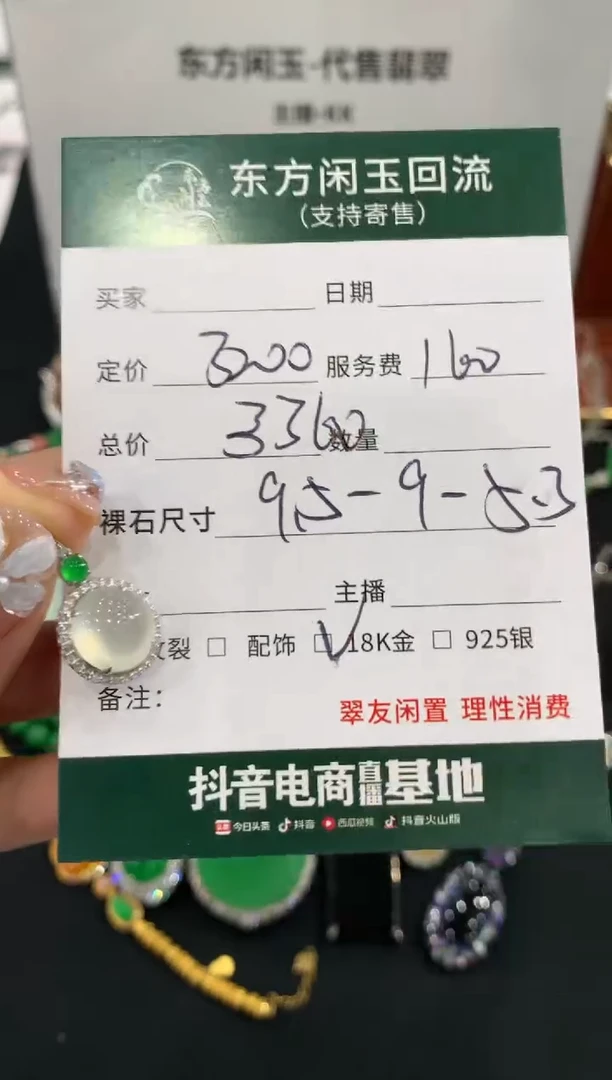 东方闲玉·代售翡翠
东方闲玉回流
(支持寄售)
买家 日期
定价 3200 服务费 160
总价 3360 数量
裸石尺寸 9.5-9-5.3
主播
裂 □ 配饰 ☑ 18K金 □ 925银
备注：
翠友闲置 理性消费
抖音电商直播基地
头条 今日头条 抖音 西瓜视频 抖音火山版